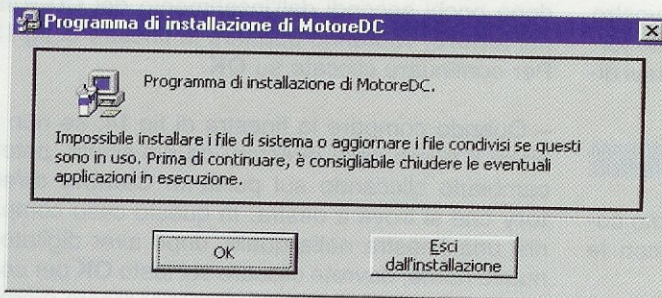 Programma di installazione di MotoreDC
Programma di installazione di MotoreDC.
Impossibile installare i file di sistema o aggiornare i file condivisi se questi
sono in uso. Prima di continuare, è consigliabile chiudere le eventuali
applicazioni in esecuzione.
OK
Esci
dall'installazione